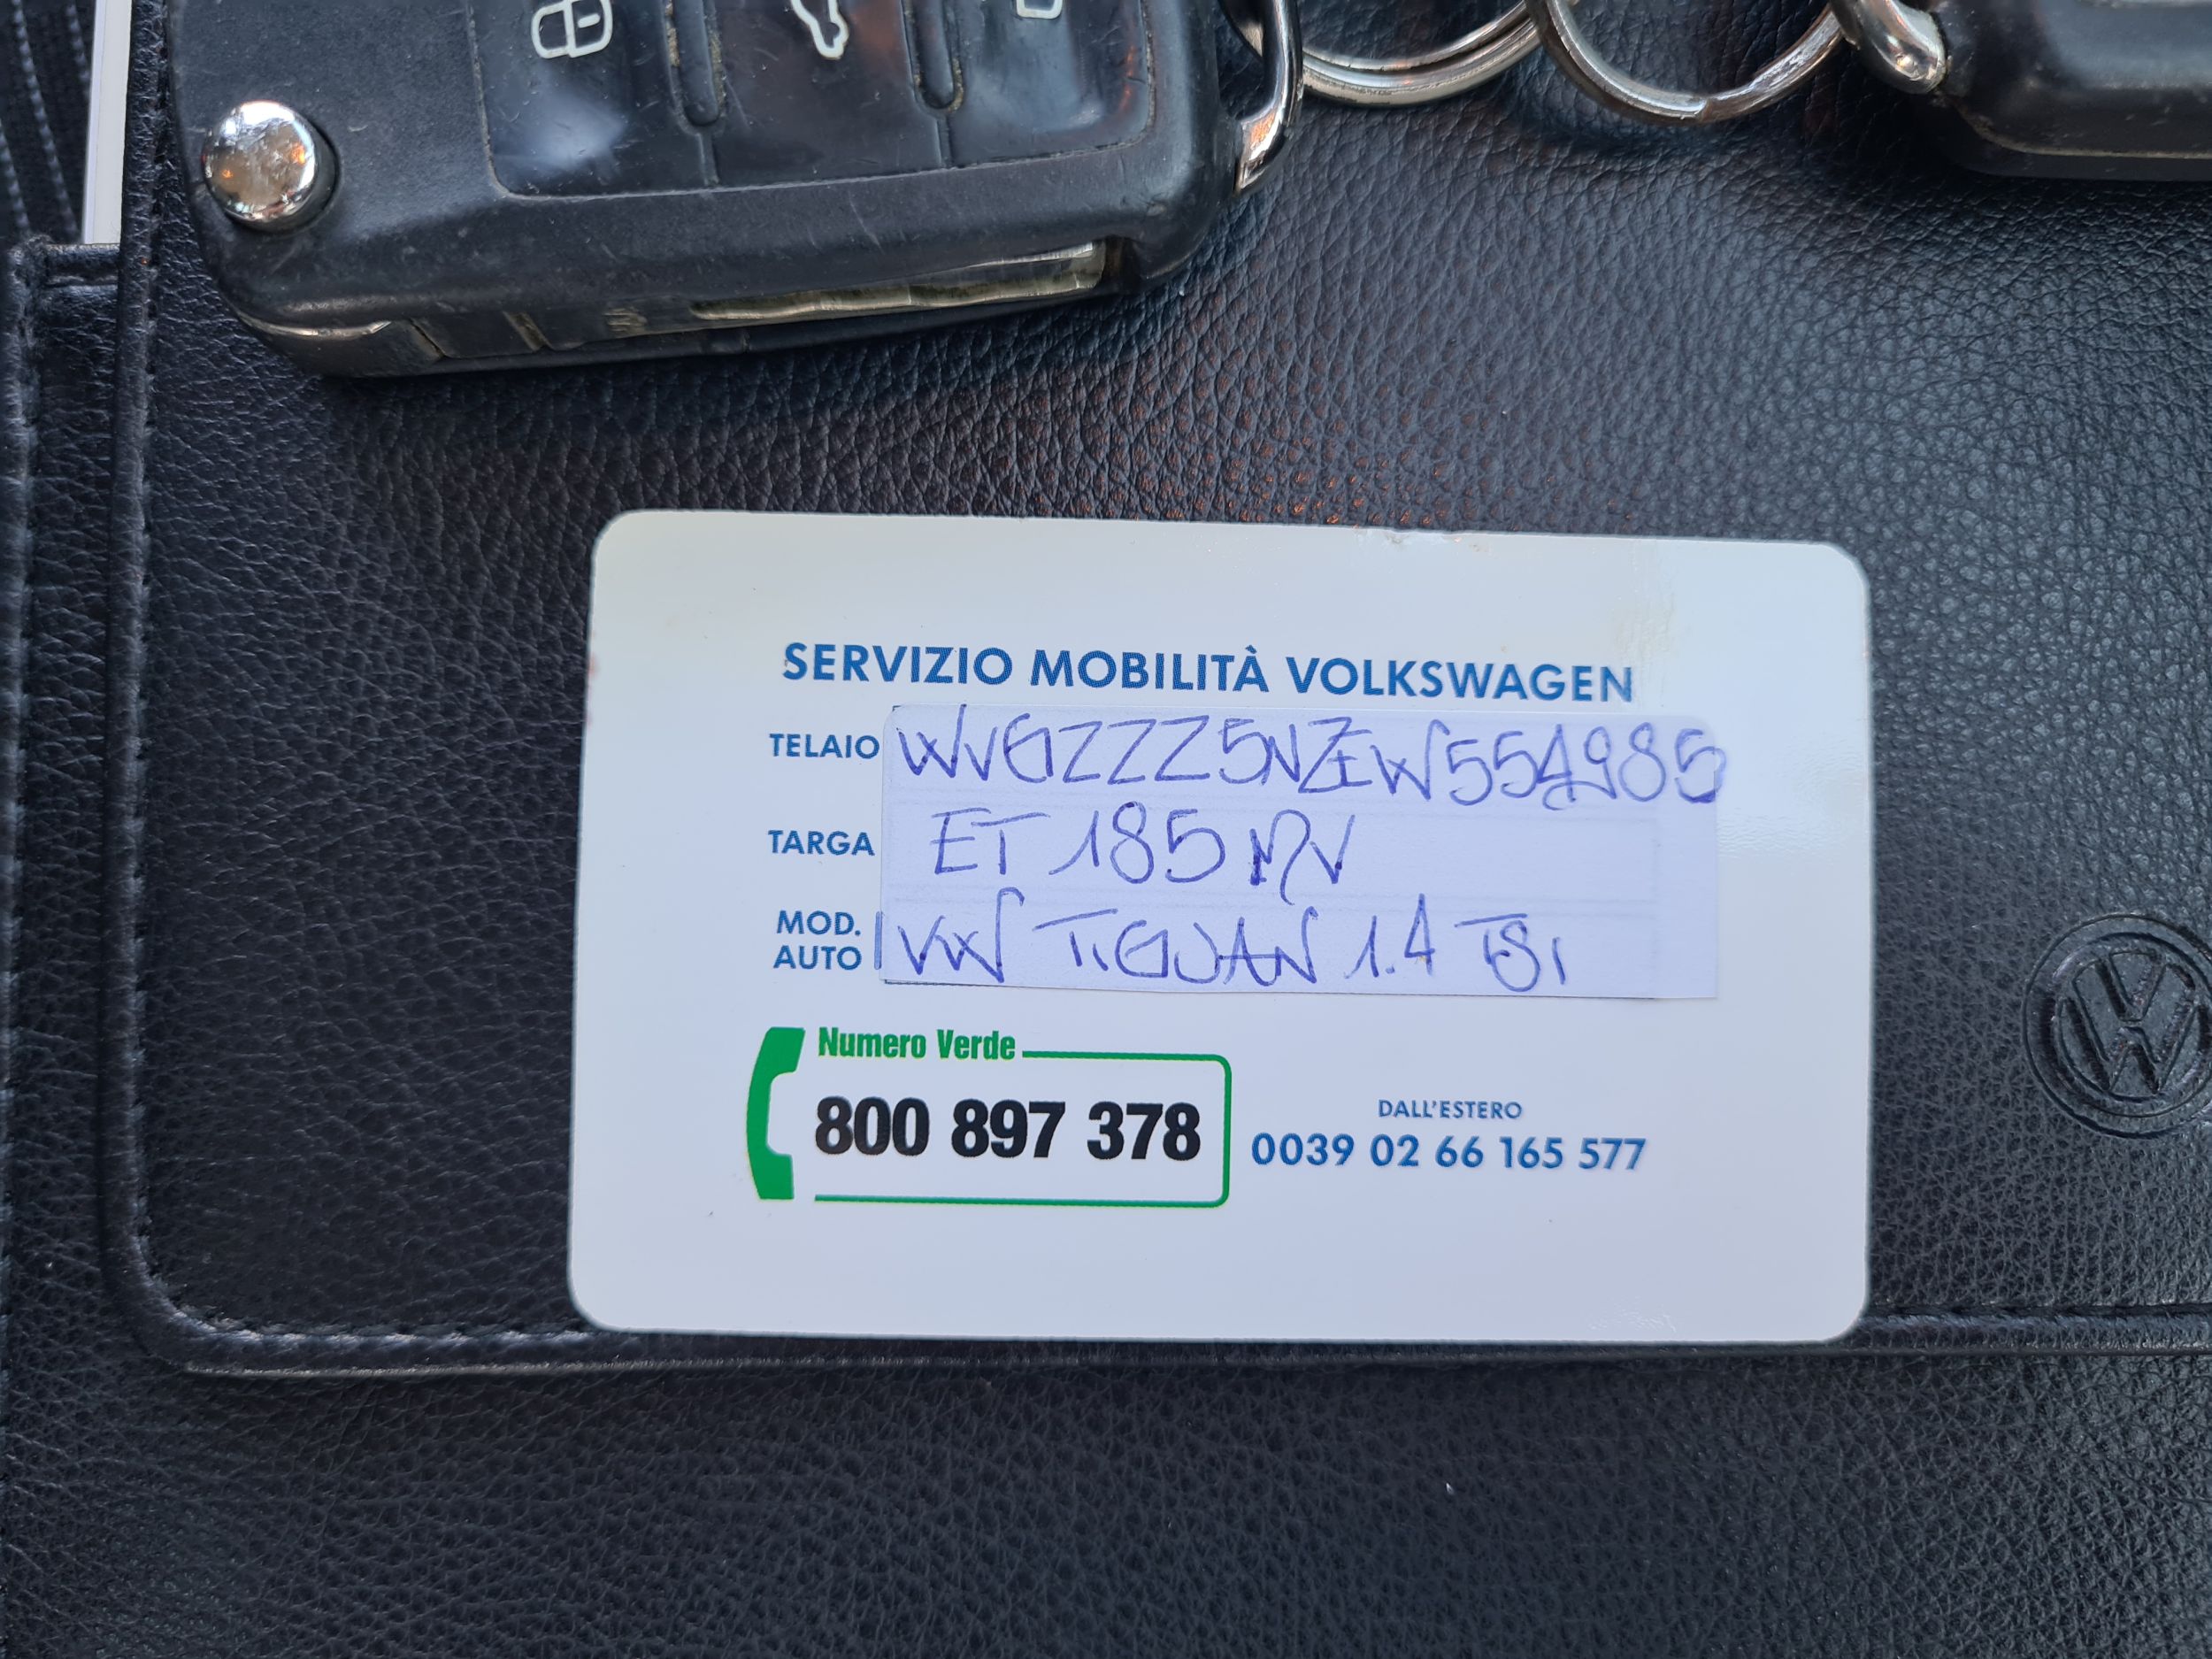 SERVIZIO MOBILITÀ VOLKSWAGEN
TELAIO WVGZZZ5NZEW554985
TARGA ET 185
MOD. AUTO VW TIGUAN 1.4 TSI
Numero Verde
800 897 378
DALL'ESTERO
0039 02 66 165 577